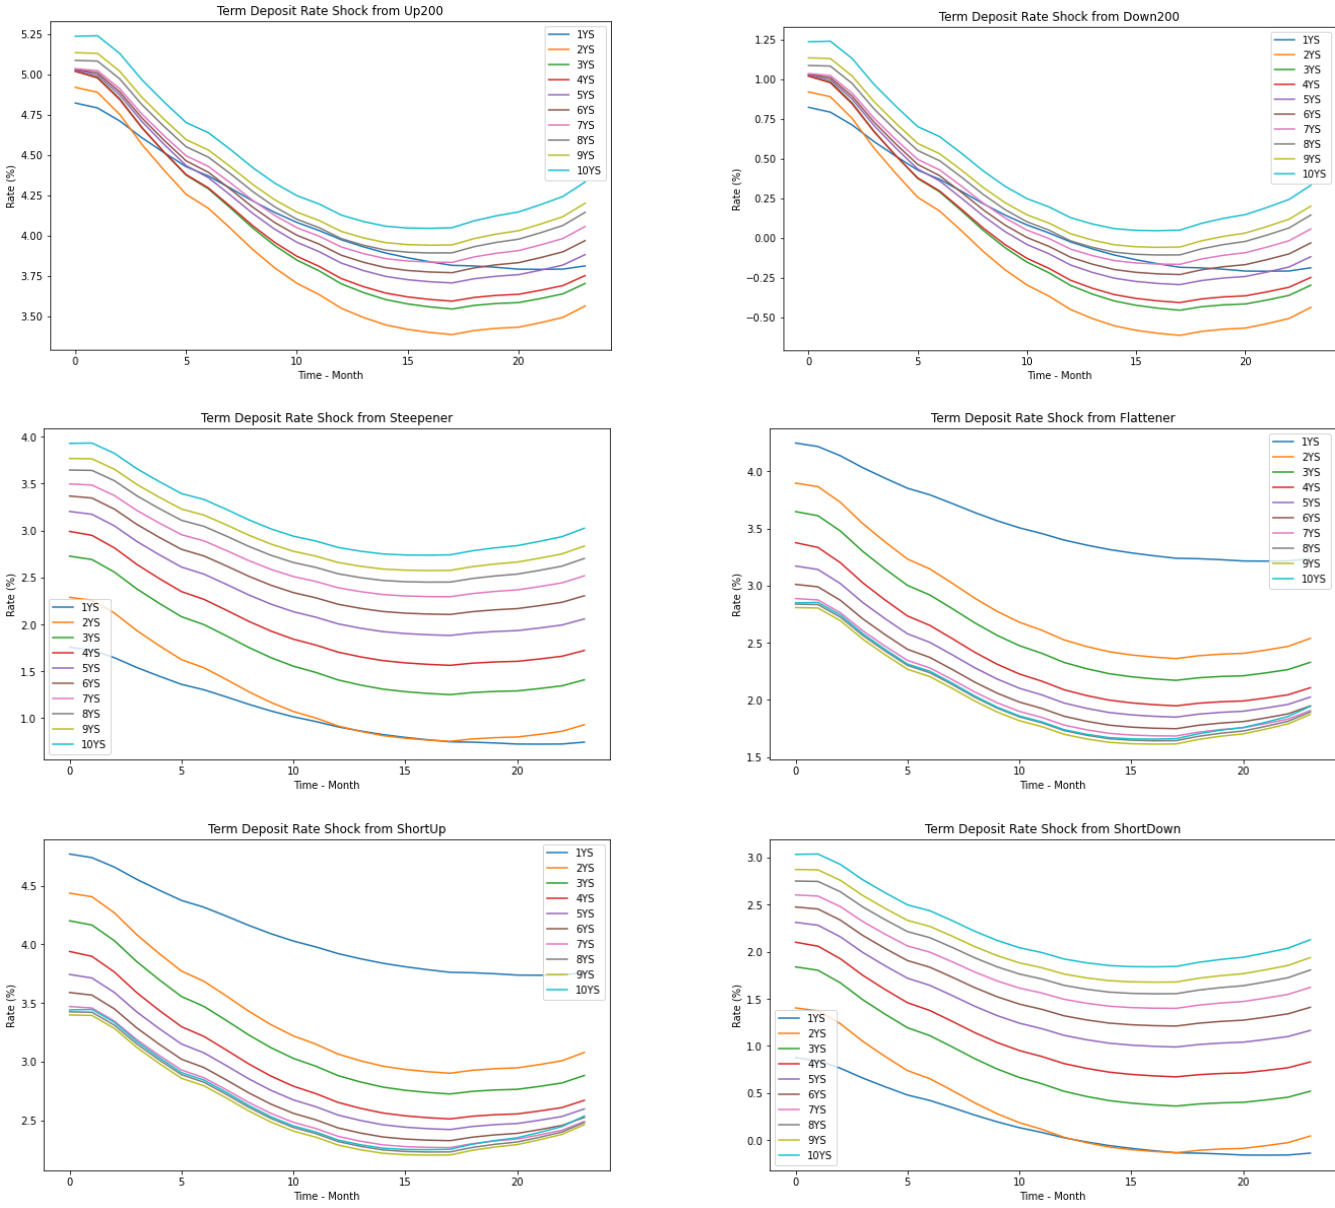 Term Deposit Rate Shock from Up200
Rate (%)
5.25
5.00
4.75
4.50
4.25
4.00
3.75
3.50
0 5 10 15 20
Time - Month
1YS
2YS
3YS
4YS
5YS
6YS
7YS
8YS
9YS
10YS
Term Deposit Rate Shock from Down200
Rate (%)
1.25
1.00
0.75
0.50
0.25
0.00
−0.25
−0.50
0 5 10 15 20
Time - Month
1YS
2YS
3YS
4YS
5YS
6YS
7YS
8YS
9YS
10YS
Term Deposit Rate Shock from Steepener
Rate (%)
4.0
3.5
3.0
2.5
2.0
1.5
1.0
0 5 10 15 20
Time - Month
1YS
2YS
3YS
4YS
5YS
6YS
7YS
8YS
9YS
10YS
Term Deposit Rate Shock from Flattener
Rate (%)
4.0
3.5
3.0
2.5
2.0
1.5
0 5 10 15 20
Time - Month
1YS
2YS
3YS
4YS
5YS
6YS
7YS
8YS
9YS
10YS
Term Deposit Rate Shock from ShortUp
Rate (%)
4.5
4.0
3.5
3.0
2.5
0 5 10 15 20
Time - Month
1YS
2YS
3YS
4YS
5YS
6YS
7YS
8YS
9YS
10YS
Term Deposit Rate Shock from ShortDown
Rate (%)
3.0
2.5
2.0
1.5
1.0
0.5
0.0
0 5 10 15 20
Time - Month
1YS
2YS
3YS
4YS
5YS
6YS
7YS
8YS
9YS
10YS